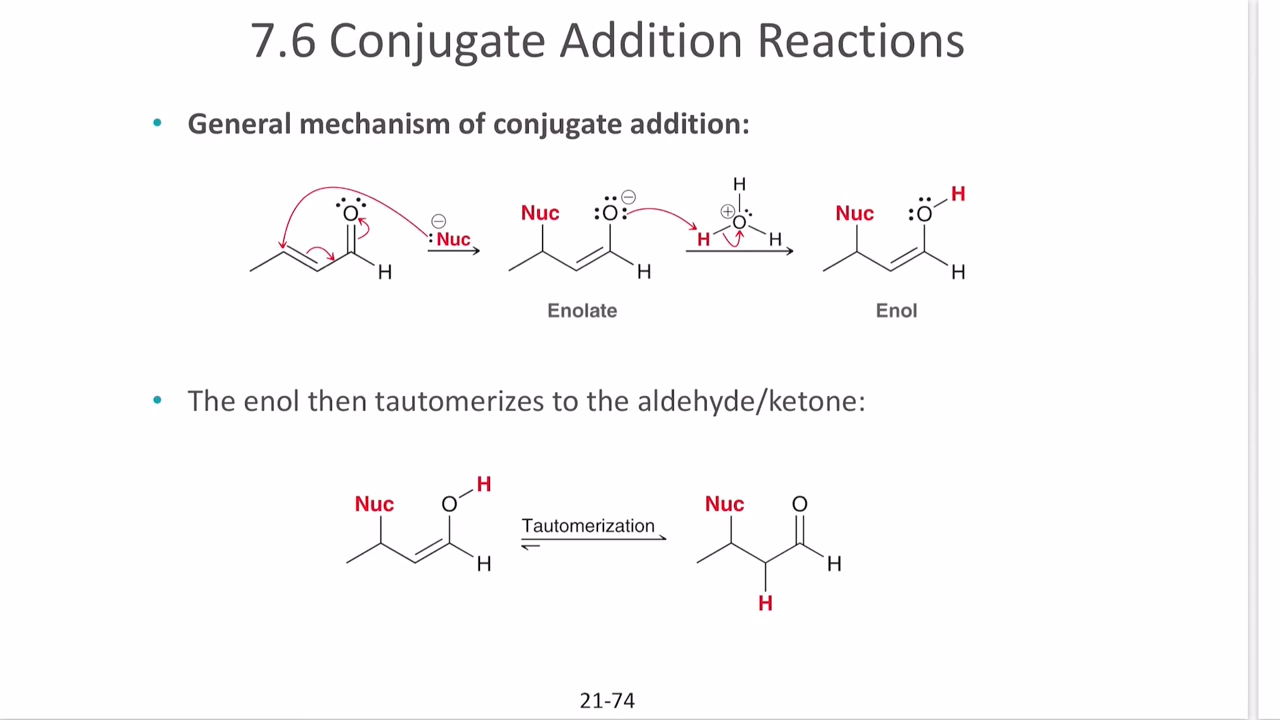 7.6 Conjugate Addition Reactions
• General mechanism of conjugate addition:
O H ⊖ :Nuc
Nuc :O: ⊖ H
H ⊕ O H H
Nuc :O H H
Enolate Enol
• The enol then tautomerizes to the aldehyde/ketone:
Nuc O H H
Tautomerization
Nuc O H H
21-74